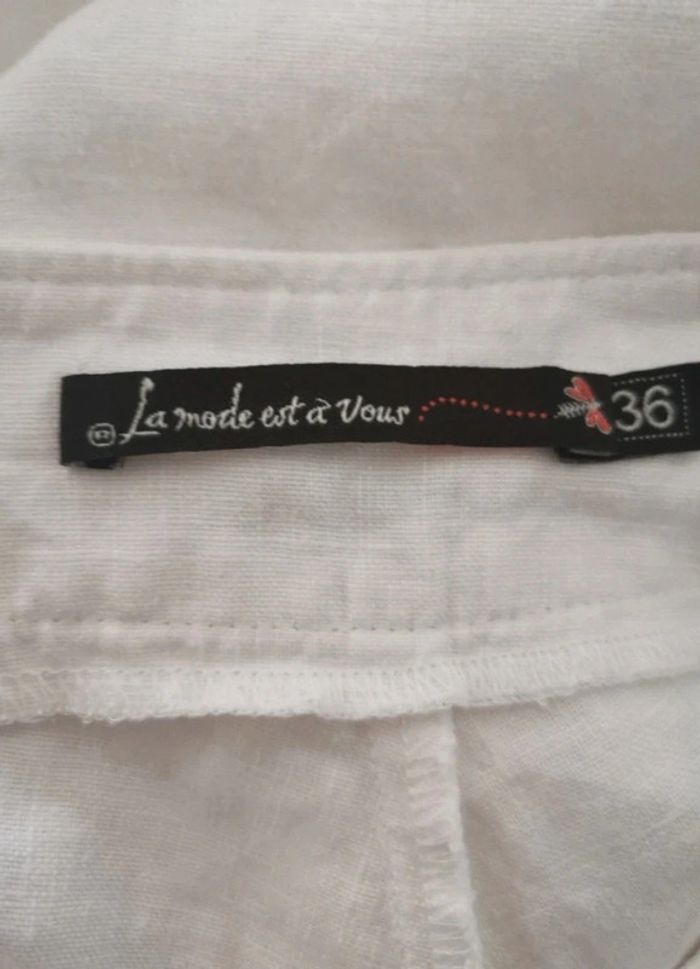 La mode est à Vous 36